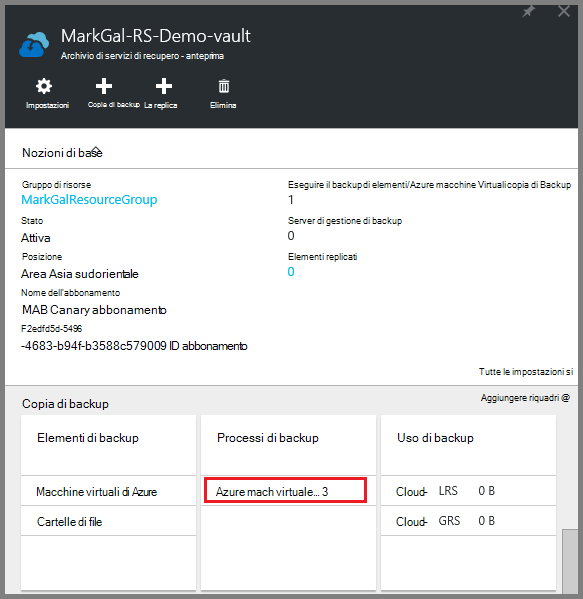 MarkGal-RS-Demo-vault
Archivio di servizi di recupero - anteprima
Impostazioni
Copia di backup
La replica
Elimina
Nozioni di base
Gruppo di risorse
MarkGalResourceGroup
Stato
Attiva
Posizione
Area Asia sudorientale
Nome dell'abbonamento
MAB Canary abbonamento
F2edfd5d-5496
-4683-b94f-b3588c579009 ID abbonamento
Eseguire il backup di elementi/Azure macchine Virtuali copia di Backup
1
Server di gestione di backup
0
Elementi replicati
0
Tutte le impostazioni si
Copia di backup
Aggiungere riquadri @
Elementi di backup
Macchine virtuali di Azure
Cartelle di file
Processi di backup
Azure mach virtuale... 3
Uso di backup
Cloud- LRS 0 B
Cloud- GRS 0 B